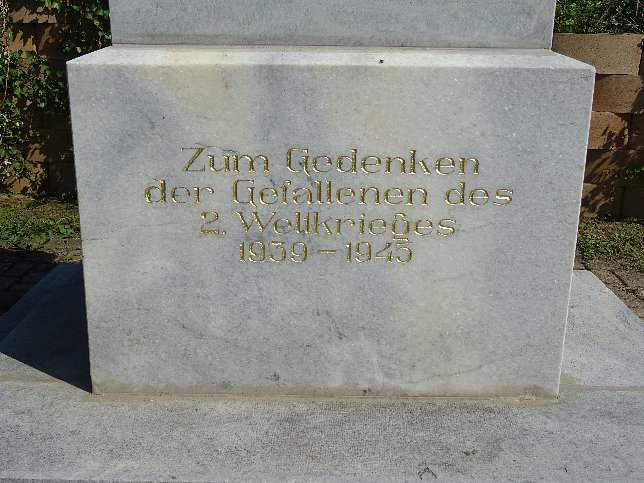 Zum Gedenken
der Gefallenen des
2. Weltkrieges
1939 – 1945